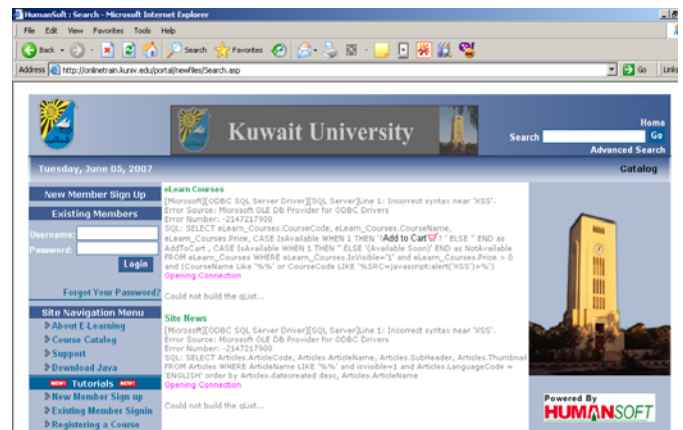 HumanSoft : Search - Microsoft Internet Explorer
File Edit View Favorites Tools Help
Back Search Favorites
Address http://onlinetrain.kuniv.edu/portal/newfiles/Search.asp Go Links
Kuwait University
Home
Search Go
Advanced Search
Tuesday, June 05, 2007 Catalog
New Member Sign Up
Existing Members
Username:
Password:
Login
Forgot Your Password?
Site Navigation Menu
About E-Learning
Course Catalog
Support
Download Java
NEW! Tutorials NEW!
New Member Sign up
Existing Member Signin
Registering a Course
eLearn Courses
[Microsoft][ODBC SQL Server Driver][SQL Server]Line 1: Incorrect syntax near 'XSS'.
Error Source: Microsoft OLE DB Provider for ODBC Drivers
Error Number: -2147217900
SQL: SELECT eLearn_Courses.CourseCode, eLearn_Courses.CourseName,
eLearn_Courses.Price, CASE IsAvailable WHEN 1 THEN '?Add to Cart?' ELSE '' END as
AddToCart , CASE IsAvailable WHEN 1 THEN '' ELSE '(Available Soon)' END as NotAvailable
FROM eLearn_Courses WHERE eLearn_Courses.IsVisible='1' and eLearn_Courses.Price > 0
and (CourseName Like '%%' or CourseCode LIKE '%SRC=javascript:alert('XSS')>%')
Opening Connection
Could not build the qList...
Site News
[Microsoft][ODBC SQL Server Driver][SQL Server]Line 1: Incorrect syntax near 'XSS'.
Error Source: Microsoft OLE DB Provider for ODBC Drivers
Error Number: -2147217900
SQL: SELECT Articles.ArticleCode, Articles.ArticleName, Articles.SubHeader, Articles.Thumbnail
FROM Articles WHERE ArticleName LIKE '%%' and isvisible=1 and Articles.LanguageCode =
'ENGLISH' order by Articles.datecreated desc, Articles.ArticleName
Opening Connection
Could not build the qList...
Powered By
HUMANSOFT